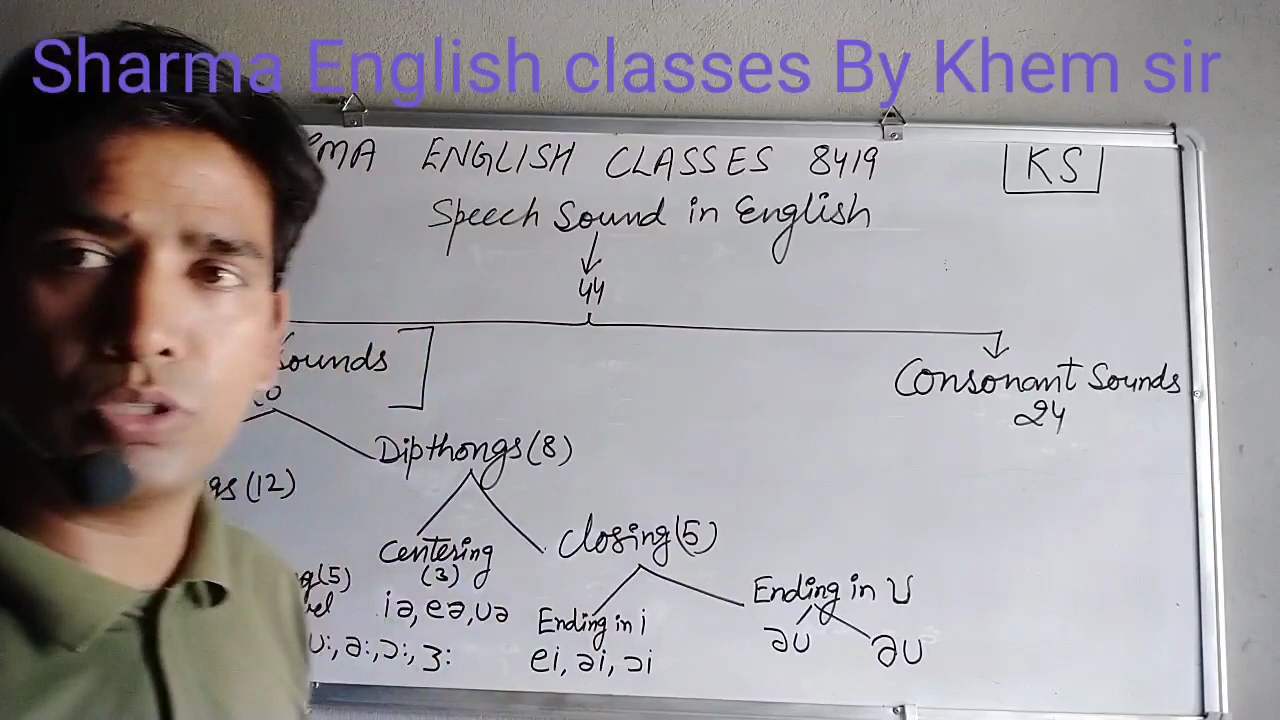 Sharma English classes By Khem sir
ENGLISH CLASSES 8419
KS
Speech Sound in English
44
Sounds
Consonant Sounds
24
Dipthongs(8)
(12)
Centering
(3)
Closing(5)
(5)
iə, eə, ʊə
Ending in i
Ending in ʊ
ʊ:, ə:, ɔ:, ɜ:
ei, əi, ɔi
əʊ
əʊ